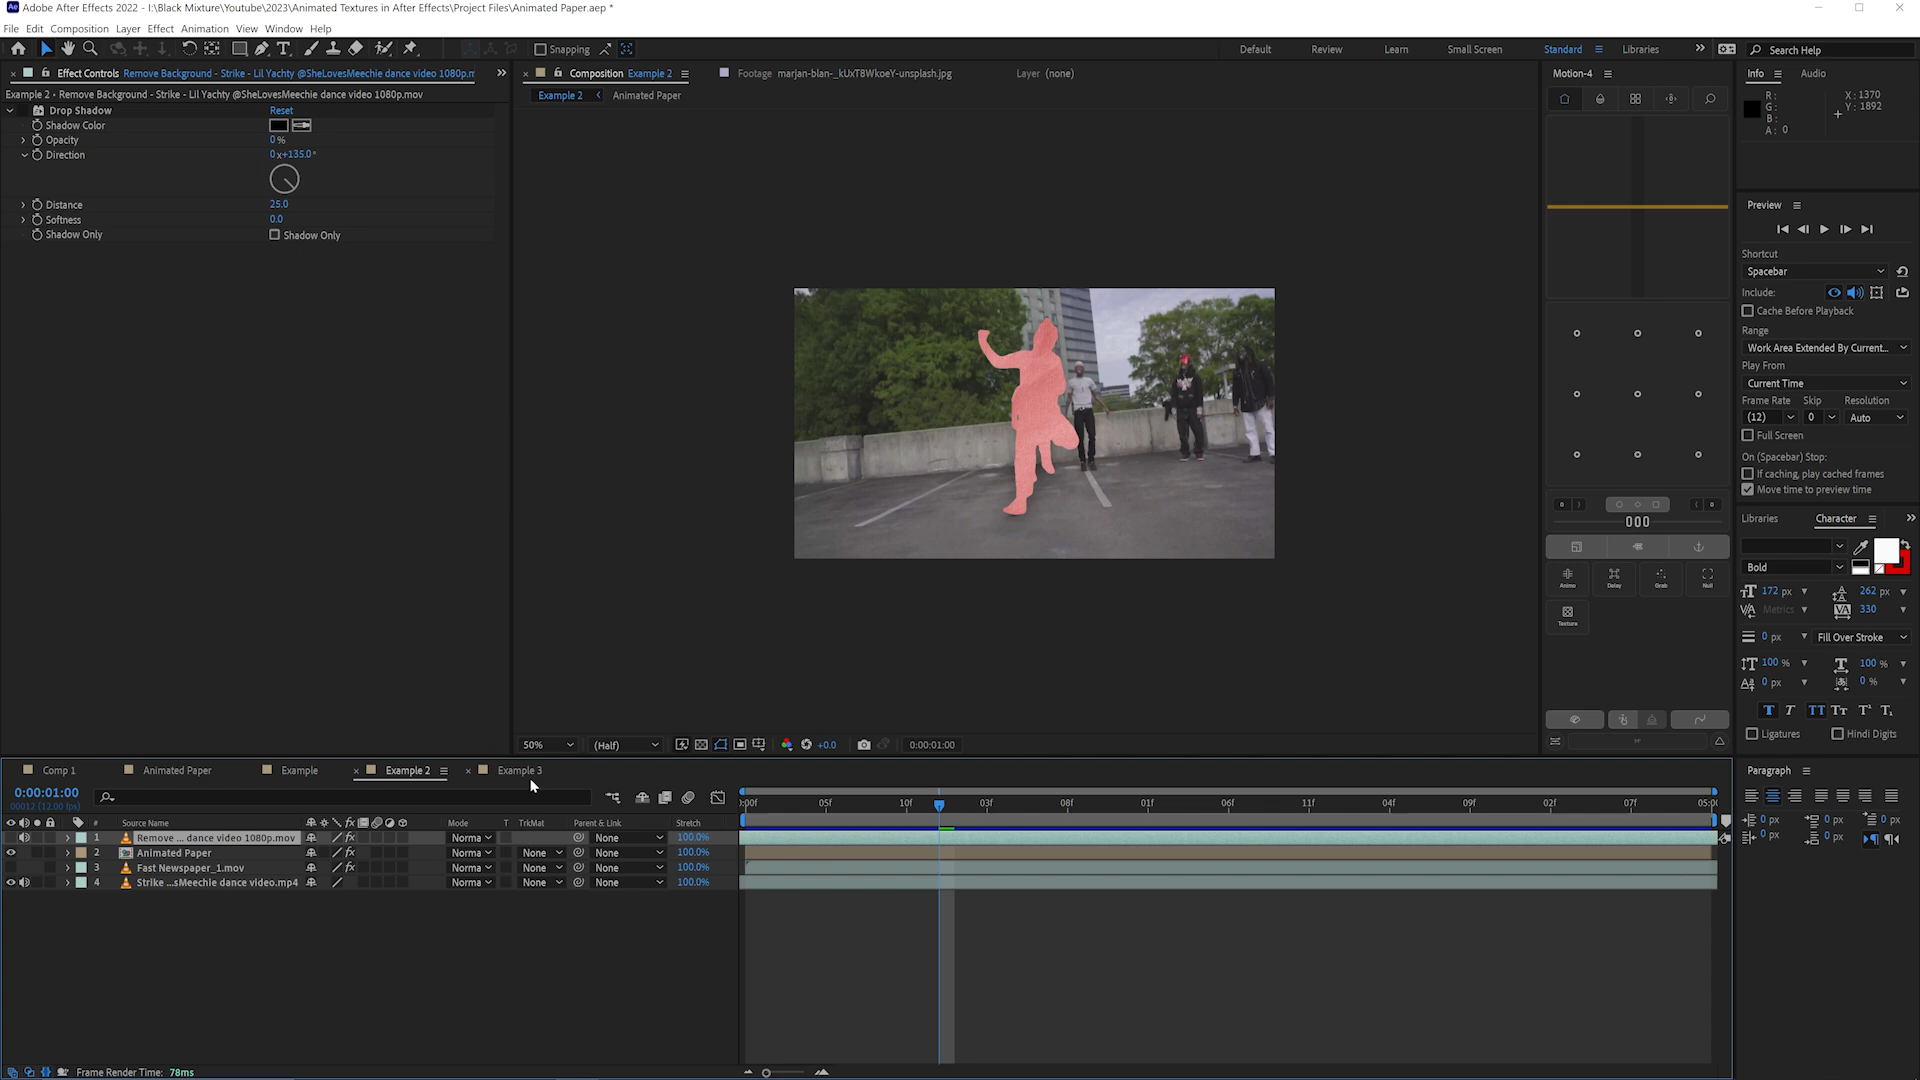 Adobe After Effects 2022 - I:\Black Mixture\Youtube\2023\Animated Textures in After Effects\Project Files\Animated Paper.aep *
File Edit Composition Layer Effect Animation View Window Help
Snapping
Default Review Learn Small Screen Standard Libraries Search Help
Effect Controls Remove Background - Strike - Lil Yachty @SheLovesMeechie dance video 1080p.m
Example 2 • Remove Background - Strike - Lil Yachty @SheLovesMeechie dance video 1080p.mov
Drop Shadow Reset
Shadow Color
Opacity 0%
Direction 0x+135.0°
Distance 25.0
Softness 0.0
Shadow Only Shadow Only
Composition Example 2
Footage marjan-blan-_kUxT8WkoeY-unsplash.jpg
Layer (none)
Example 2 Animated Paper
50% (Half) +0.0 0:00:01:00
Motion-4
000
Animo Delay Grab Null
Texture
Info Audio
R: X: 1370
G: Y: 1892
B:
A: 0
Preview
Shortcut
Spacebar
Include:
Cache Before Playback
Range
Work Area Extended By Current...
Play From
Current Time
Frame Rate Skip Resolution
(12) 0 Auto
Full Screen
On (Spacebar) Stop:
If caching, play cached frames
Move time to preview time
Libraries Character
Bold
172 px 262 px
Metrics 330
0 px Fill Over Stroke
100 % 100 %
0 px 0 %
Ligatures Hindi Digits
Paragraph
0 px 0 px 0 px
0 px 0 px
Comp 1 Animated Paper Example Example 2 Example 3
0:00:01:00
00012 (12.00 fps)
):00f 05f 10f 03f 08f 01f 06f 11f 04f 09f 02f 07f 05:0
# Source Name Mode T TrkMat Parent & Link Stretch
1 Remove ... dance video 1080p.mov Norma None 100.0%
2 Animated Paper Norma None None 100.0%
3 Fast Newspaper_1.mov Norma None None 100.0%
4 Strike ...sMeechie dance video.mp4 Norma None None 100.0%
Frame Render Time: 78ms